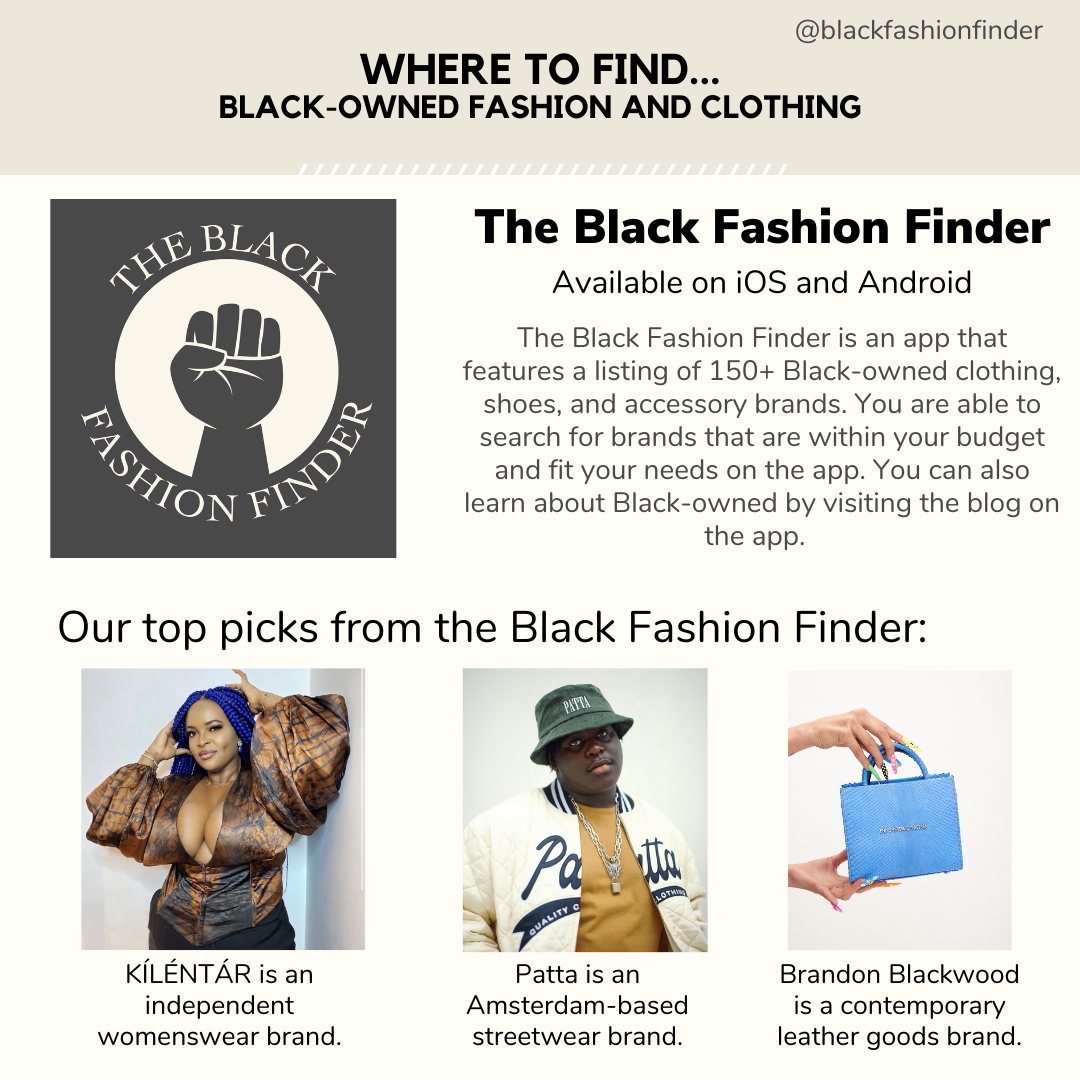 @blackfashionfinder
WHERE TO FIND...
BLACK-OWNED FASHION AND CLOTHING
THE BLACK
FASHION FINDER
The Black Fashion Finder
Available on iOS and Android
The Black Fashion Finder is an app that
features a listing of 150+ Black-owned clothing,
shoes, and accessory brands. You are able to
search for brands that are within your budget
and fit your needs on the app. You can also
learn about Black-owned by visiting the blog on
the app.
Our top picks from the Black Fashion Finder:
PATTA
QUALITY
KÍLÉNTÁR is an
independent
womenswear brand.
Patta is an
Amsterdam-based
streetwear brand.
Brandon Blackwood
is a contemporary
leather goods brand.